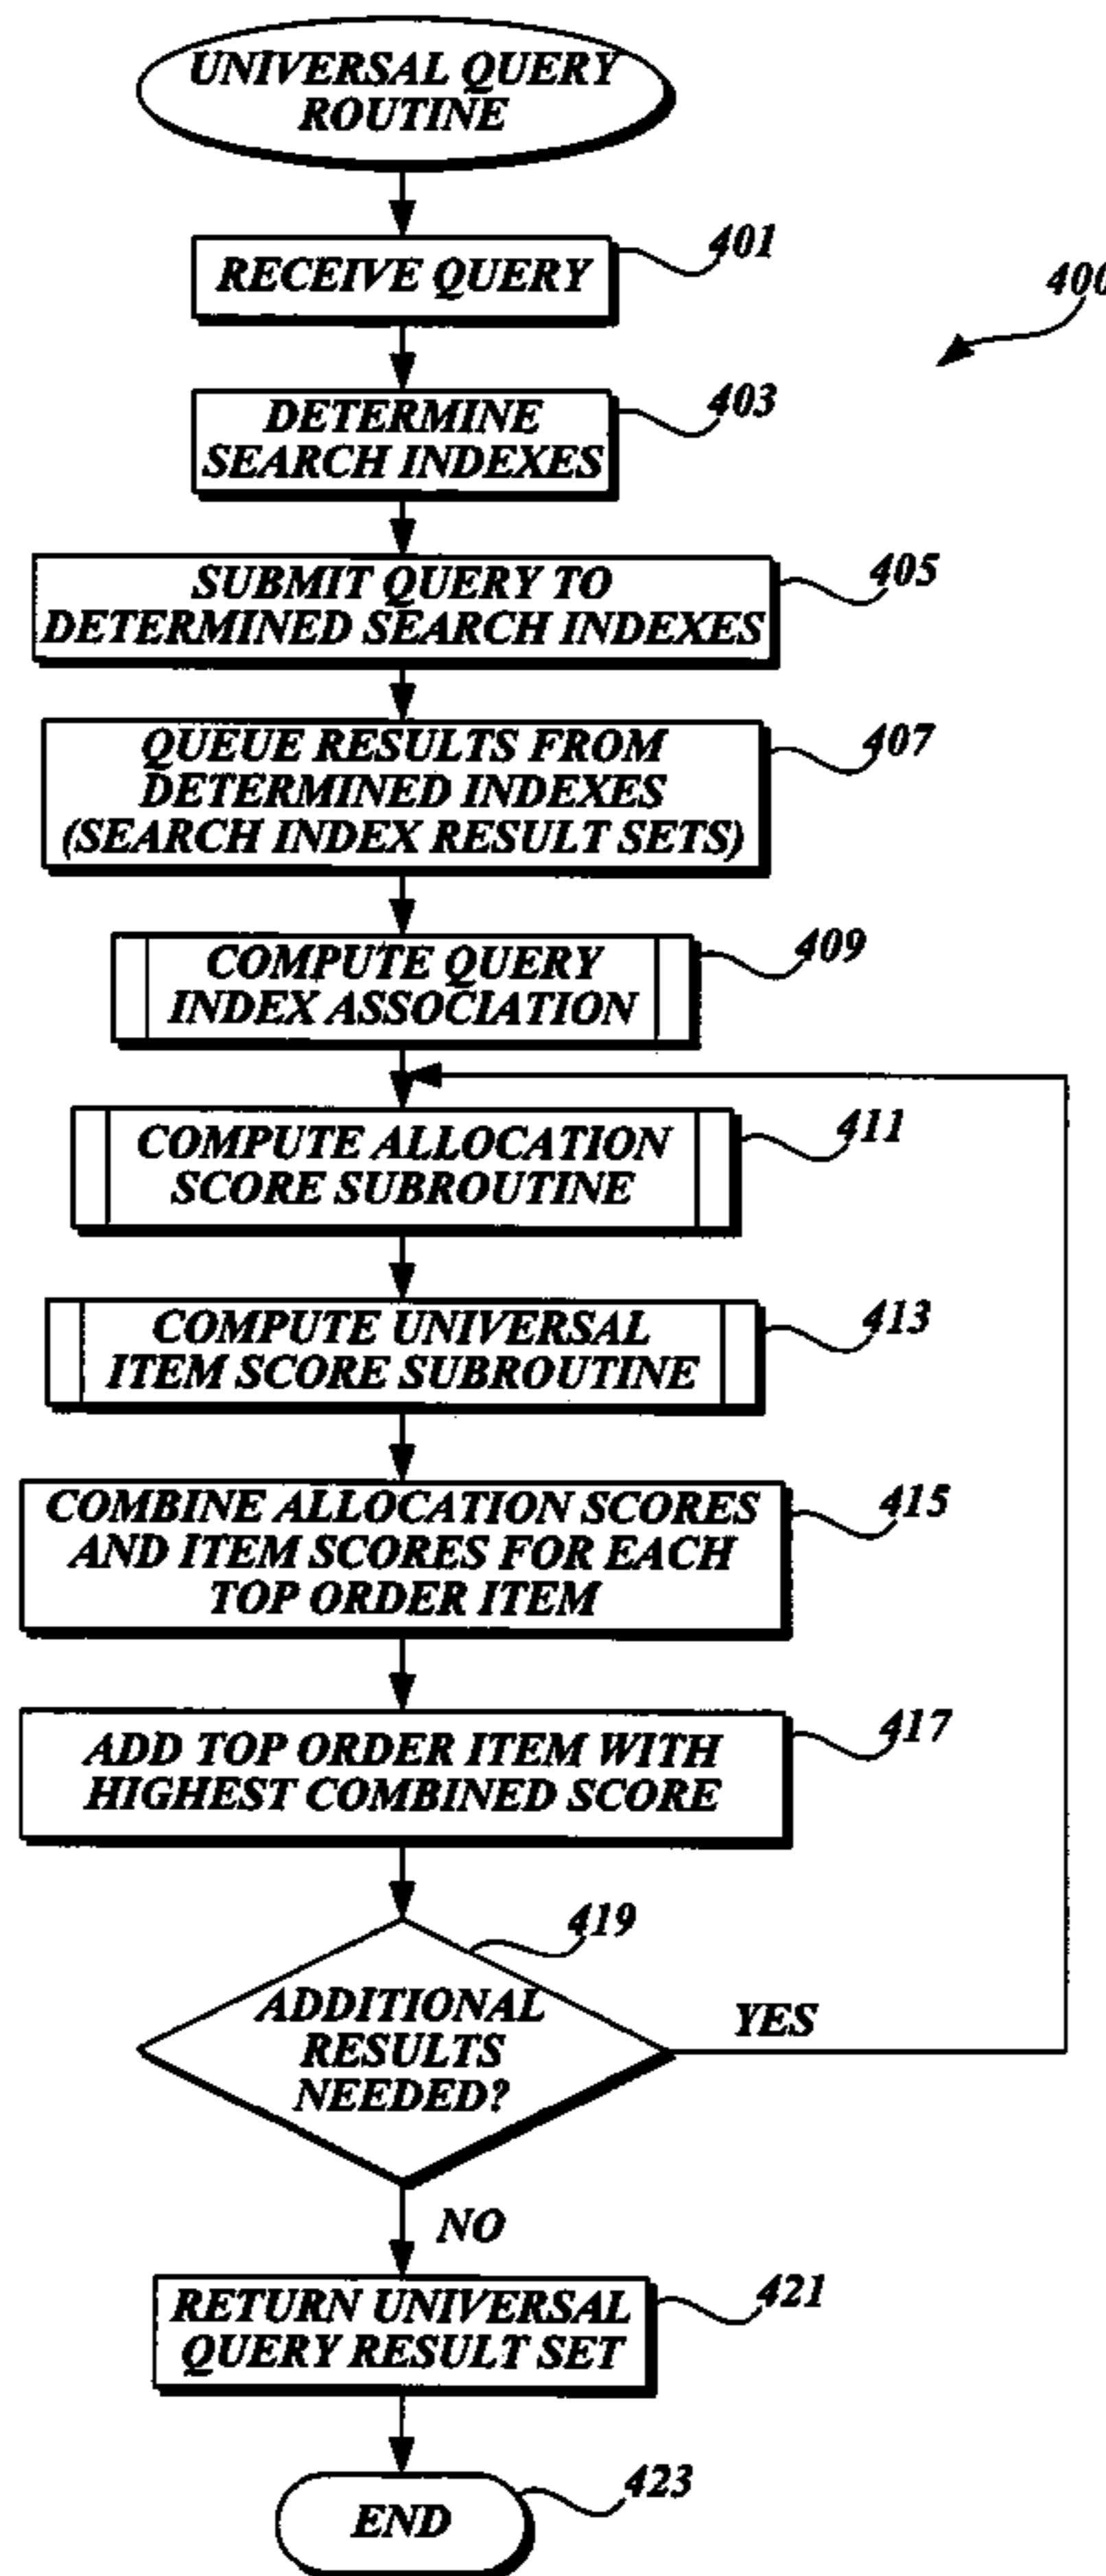 UNIVERSAL QUERY
ROUTINE
RECEIVE QUERY
401
400
DETERMINE
SEARCH INDEXES
403
SUBMIT QUERY TO
DETERMINED SEARCH INDEXES
405
QUEUE RESULTS FROM
DETERMINED INDEXES
(SEARCH INDEX RESULT SETS)
407
COMPUTE QUERY
INDEX ASSOCIATION
409
COMPUTE ALLOCATION
SCORE SUBROUTINE
411
COMPUTE UNIVERSAL
ITEM SCORE SUBROUTINE
413
COMBINE ALLOCATION SCORES
AND ITEM SCORES FOR EACH
TOP ORDER ITEM
415
ADD TOP ORDER ITEM WITH
HIGHEST COMBINED SCORE
417
419
ADDITIONAL
RESULTS
NEEDED?
YES
NO
RETURN UNIVERSAL
QUERY RESULT SET
421
END
423